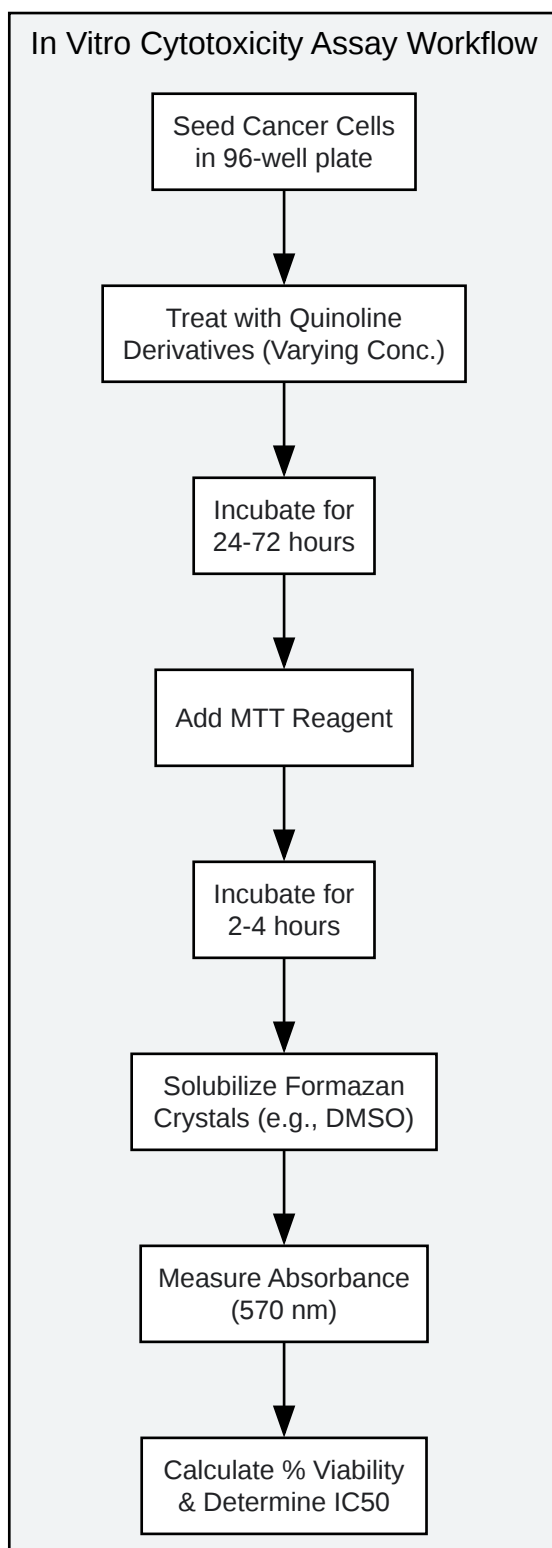 In Vitro Cytotoxicity Assay Workflow
Seed Cancer Cells
in 96-well plate
Treat with Quinoline
Derivatives (Varying Conc.)
Incubate for
24-72 hours
Add MTT Reagent
Incubate for
2-4 hours
Solubilize Formazan
Crystals (e.g., DMSO)
Measure Absorbance
(570 nm)
Calculate % Viability
& Determine IC50